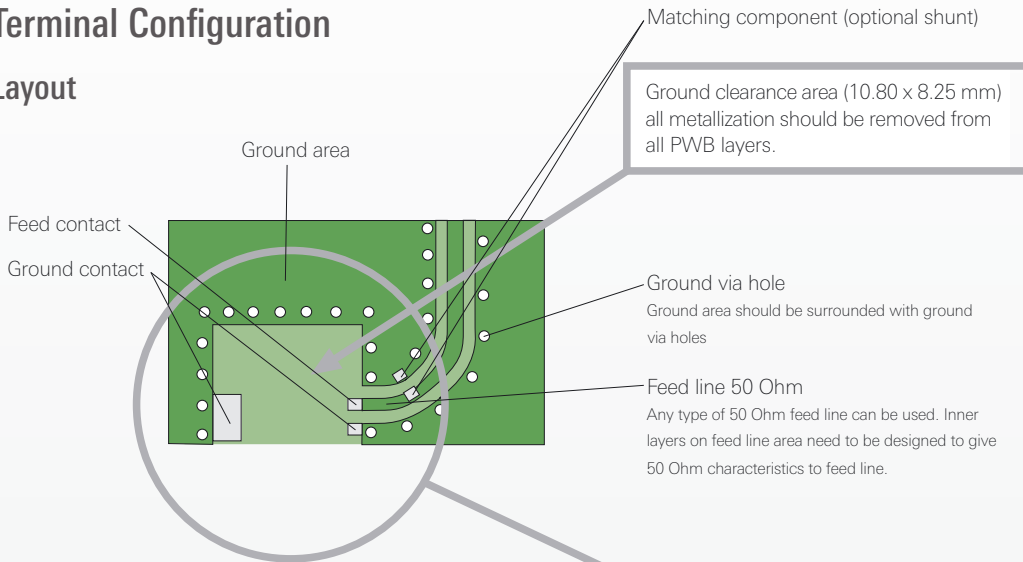 Terminal Configuration
Layout
Matching component (optional shunt)
Ground clearance area (10.80 x 8.25 mm)
all metallization should be removed from
all PWB layers.
Ground area
Feed contact
Ground contact
Ground via hole
Ground area should be surrounded with ground
via holes
Feed line 50 Ohm
Any type of 50 Ohm feed line can be used. Inner
layers on feed line area need to be designed to give
50 Ohm characteristics to feed line.